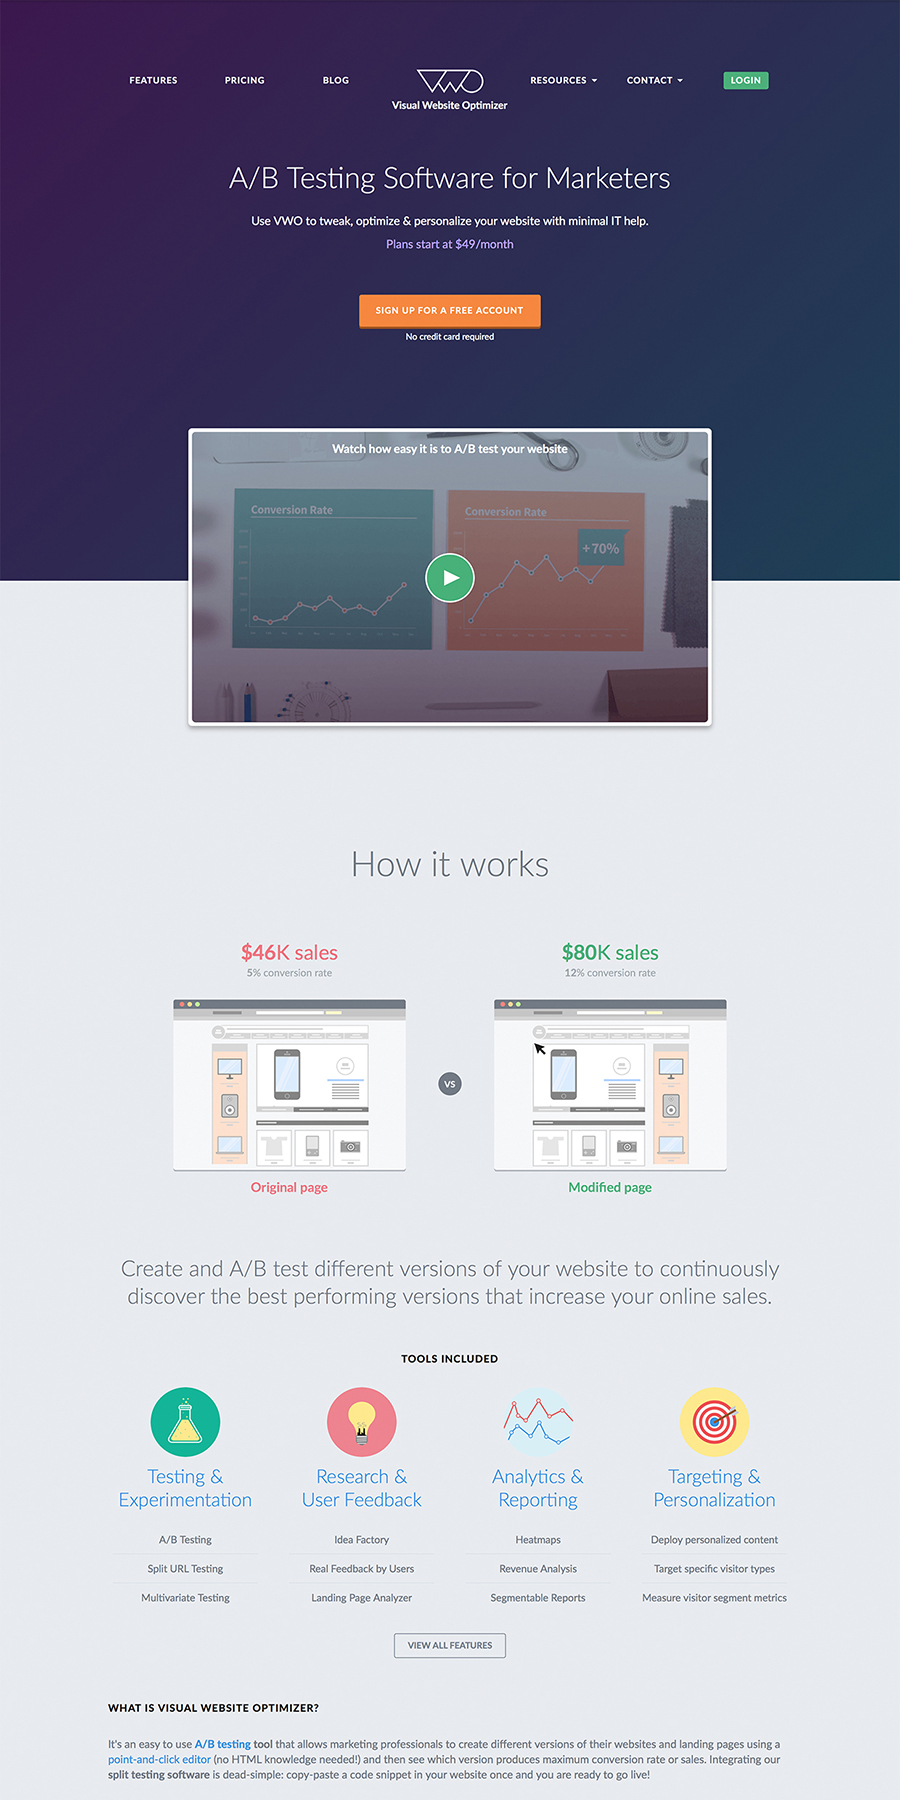 FEATURES
PRICING
BLOG
VWO
Visual Website Optimizer
RESOURCES
CONTACT
LOGIN
A/B Testing Software for Marketers
Use VWO to tweak, optimize & personalize your website with minimal IT help.
Plans start at $49/month
SIGN UP FOR A FREE ACCOUNT
No credit card required
Watch how easy it is to A/B test your website
Conversion Rate
Conversion Rate
+70%
How it works
$46K sales
5% conversion rate
$80K sales
12% conversion rate
VS
Original page
Modified page
Create and A/B test different versions of your website to continuously
discover the best performing versions that increase your online sales.
TOOLS INCLUDED
Testing &
Experimentation
A/B Testing
Split URL Testing
Multivariate Testing
Research &
User Feedback
Idea Factory
Real Feedback by Users
Landing Page Analyzer
Analytics &
Reporting
Heatmaps
Revenue Analysis
Segmentable Reports
Targeting &
Personalization
Deploy personalized content
Target specific visitor types
Measure visitor segment metrics
VIEW ALL FEATURES
WHAT IS VISUAL WEBSITE OPTIMIZER?
It's an easy to use A/B testing tool that allows marketing professionals to create different versions of their websites and landing pages using a
point-and-click editor (no HTML knowledge needed!) and then see which version produces maximum conversion rate or sales. Integrating our
split testing software is dead-simple: copy-paste a code snippet in your website once and you are ready to go live!